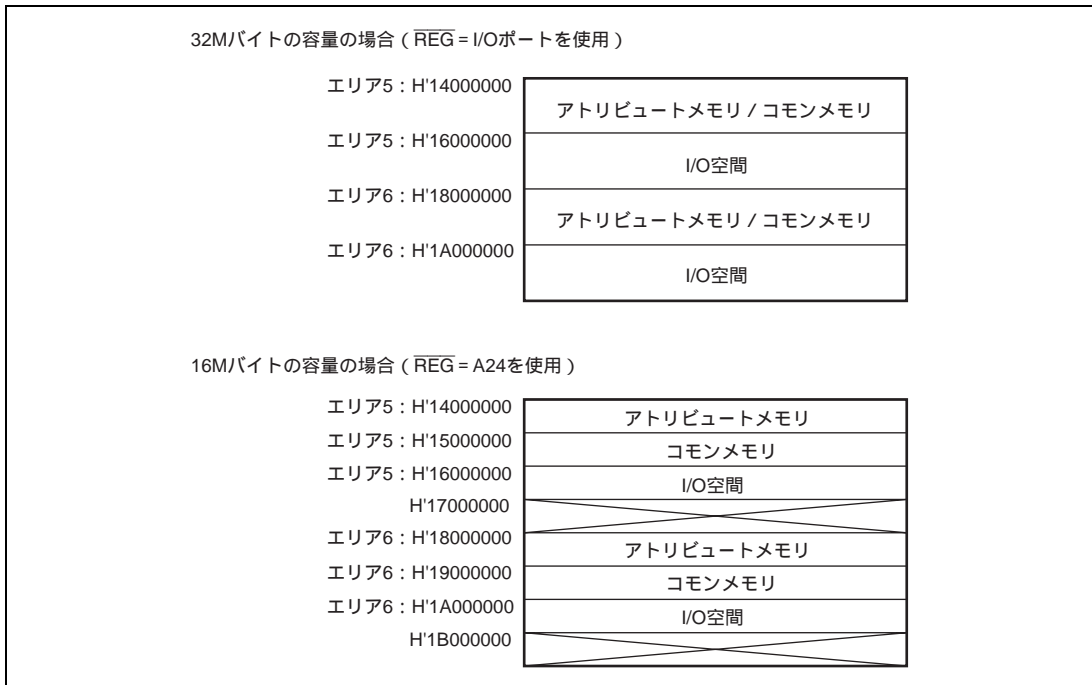 32Mバイトの容量の場合（REG = I/Oポートを使用）
エリア5：H'14000000
アトリビュートメモリ / コモンメモリ
エリア5：H'16000000
I/O空間
エリア6：H'18000000
アトリビュートメモリ / コモンメモリ
エリア6：H'1A000000
I/O空間
16Mバイトの容量の場合（REG = A24を使用）
エリア5：H'14000000
アトリビュートメモリ
エリア5：H'15000000
コモンメモリ
エリア5：H'16000000
I/O空間
H'17000000
エリア6：H'18000000
アトリビュートメモリ
エリア6：H'19000000
コモンメモリ
エリア6：H'1A000000
I/O空間
H'1B000000